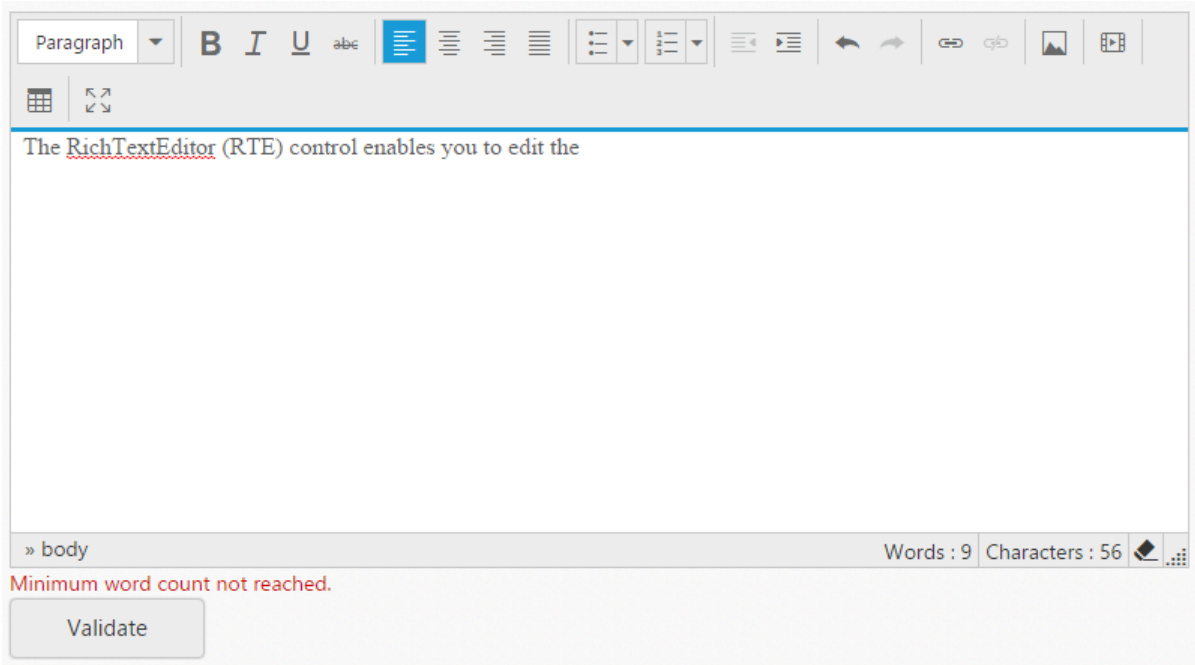 Paragraph B I U abc
The RichTextEditor (RTE) control enables you to edit the
» body Words : 9 Characters : 56
Minimum word count not reached.
Validate